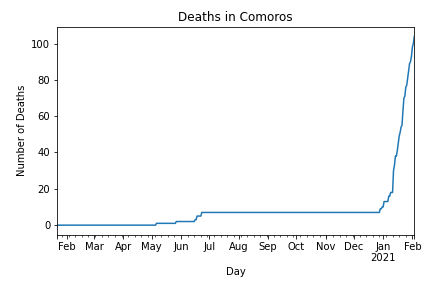 Deaths in Comoros
Number of Deaths
100
80
60
40
20
0
Feb Mar Apr May Jun Jul Aug Sep Oct Nov Dec Jan Feb
2021
Day